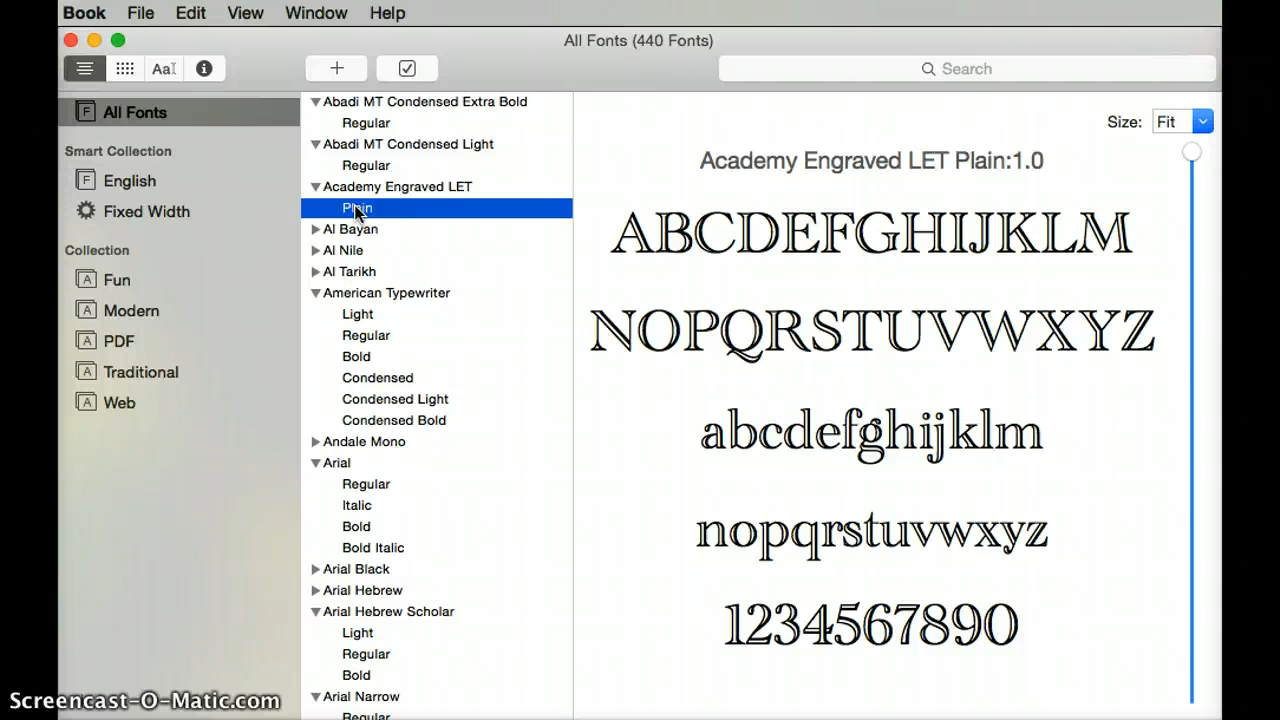 Book File Edit View Window Help
All Fonts (440 Fonts)
Aa
Search
All Fonts
Smart Collection
English
Fixed Width
Collection
Fun
Modern
PDF
Traditional
Web
Abadi MT Condensed Extra Bold
Regular
Abadi MT Condensed Light
Regular
Academy Engraved LET
Plain
Al Bayan
Al Nile
Al Tarikh
American Typewriter
Light
Regular
Bold
Condensed
Condensed Light
Condensed Bold
Andale Mono
Arial
Regular
Italic
Bold
Bold Italic
Arial Black
Arial Hebrew
Arial Hebrew Scholar
Light
Regular
Bold
Arial Narrow
Regular
Size: Fit
Academy Engraved LET Plain:1.0
ABCDEFGHIJKLM
NOPQRSTUVWXYZ
abcdefghijklm
nopqrstuvwxyz
1234567890
Screencast-O-Matic.com